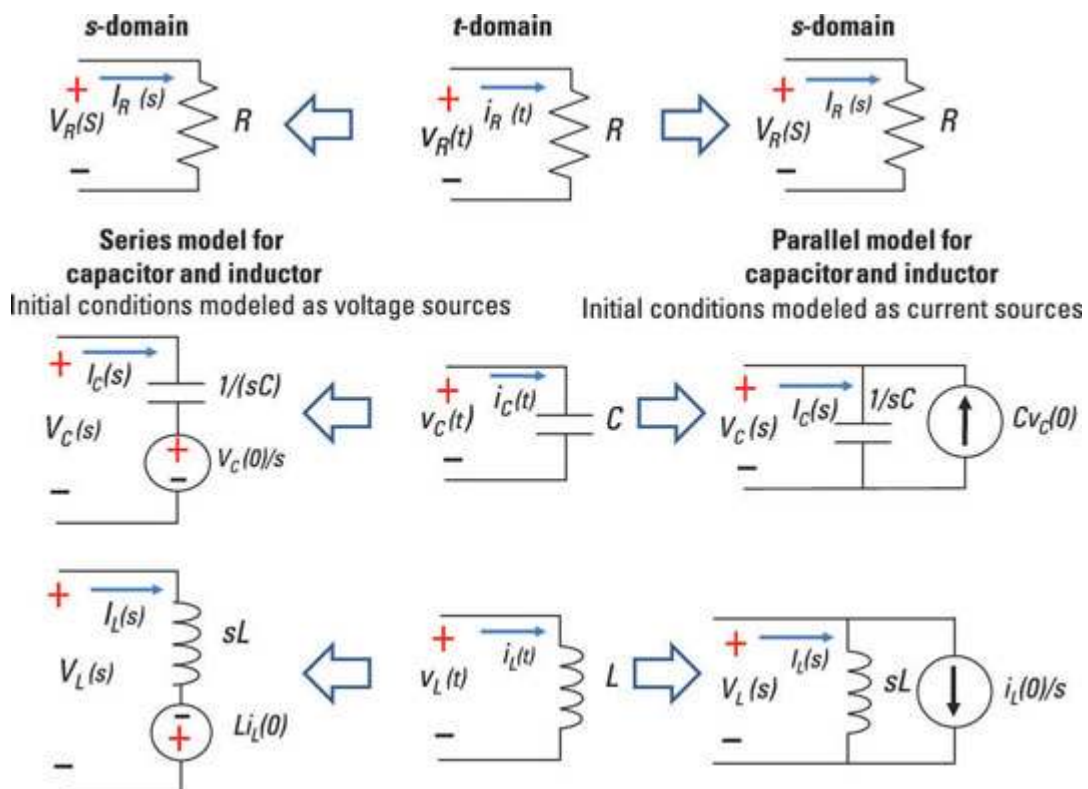 s-domain
t-domain
s-domain
+
I_R (s)
V_R(S)
R
−
+
i_R (t)
v_R(t)
R
−
+
I_R (s)
V_R(S)
R
−
Series model for
capacitor and inductor
Initial conditions modeled as voltage sources
Parallel model for
capacitor and inductor
Initial conditions modeled as current sources
+
I_C(s)
1/(sC)
V_C(s)
+
−
V_C(0)/s
−
+
i_C(t)
v_C(t)
C
−
+
I_C(s)
1/sC
V_C(s)
Cv_C(0)
−
+
I_L(s)
sL
V_L(s)
−
+
Li_L(0)
−
+
i_L(t)
v_L(t)
L
−
+
I_L(s)
V_L(s)
sL
i_L(0)/s
−